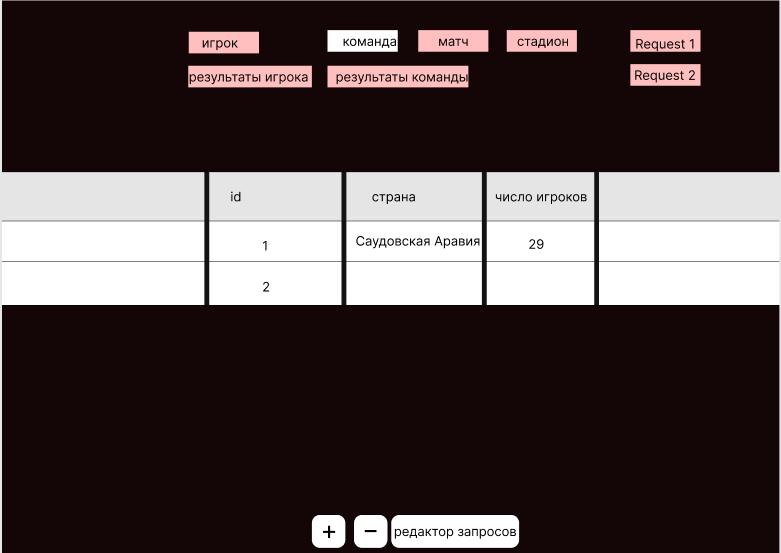 игрок команда матч стадион Request 1
результаты игрока результаты команды Request 2
id страна число игроков
1 Саудовская Аравия 29
2
+ − редактор запросов